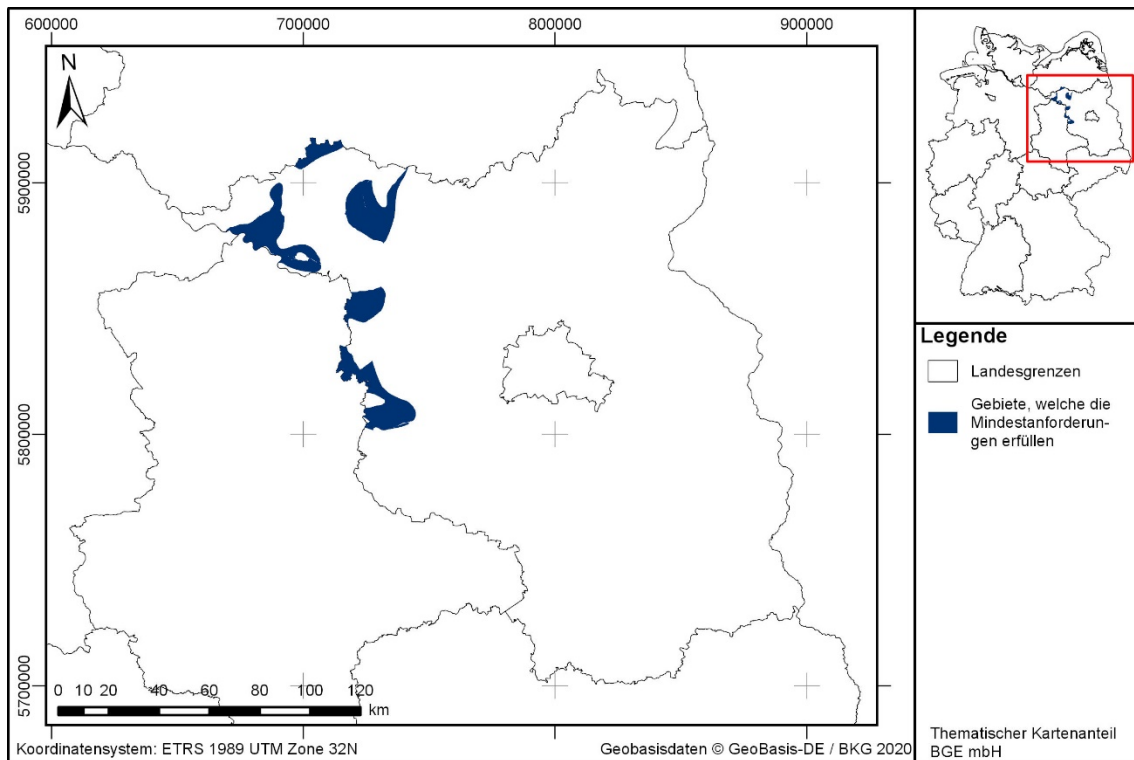 600000
700000
800000
900000
N
5900000
5800000
5700000
0 10 20 40 60 80 100 120
km
Koordinatensystem: ETRS 1989 UTM Zone 32N
Geobasisdaten © GeoBasis-DE / BKG 2020
Legende
Landesgrenzen
Gebiete, welche die
Mindestanforderun-
gen erfüllen
Thematischer Kartenanteil
BGE mbH